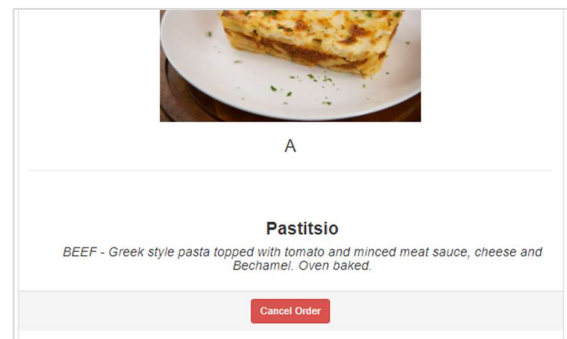 A
Pastitsio
BEEF - Greek style pasta topped with tomato and minced meat sauce, cheese and
Bechamel. Oven baked.
Cancel Order